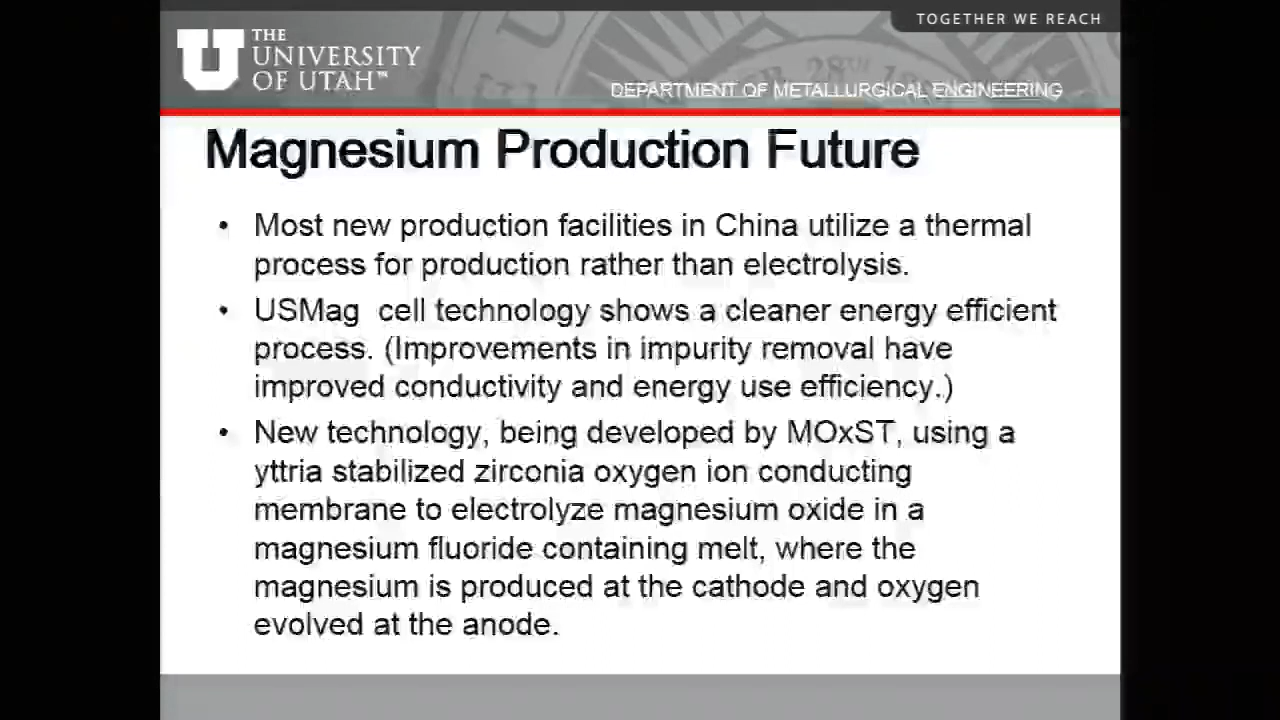 TOGETHER WE REACH
THE
UNIVERSITY
OF UTAH™
DEPARTMENT OF METALLURGICAL ENGINEERING
Magnesium Production Future
• Most new production facilities in China utilize a thermal
process for production rather than electrolysis.
• USMag cell technology shows a cleaner energy efficient
process. (Improvements in impurity removal have
improved conductivity and energy use efficiency.)
• New technology, being developed by MOxST, using a
yttria stabilized zirconia oxygen ion conducting
membrane to electrolyze magnesium oxide in a
magnesium fluoride containing melt, where the
magnesium is produced at the cathode and oxygen
evolved at the anode.